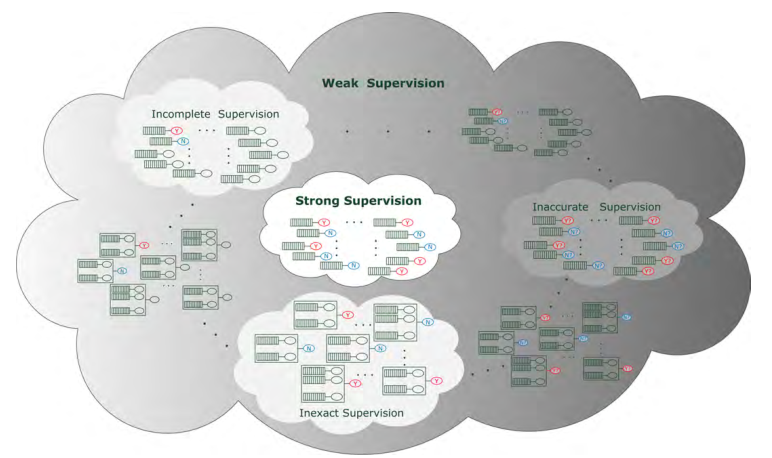 Weak Supervision
Incomplete Supervision
Y
N
Y?
N?
Strong Supervision
Y Y
N N
Y Y
N N
Y
Inaccurate Supervision
Y? Y?
N? N?
Y? Y?
N? N?
Y?
Y
N
Y
N
N N
Y Y
Inexact Supervision
Y?
N?
N?
N?
Y?
Y?